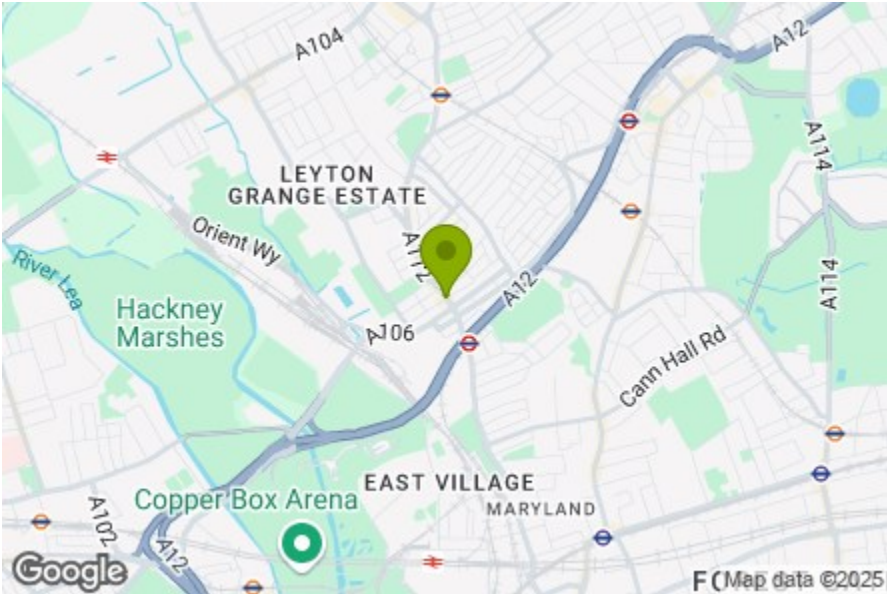 A104
A12
A114
LEYTON
GRANGE ESTATE
Orient Wy
A112
River Lea
A12
A114
Hackney
Marshes
A106
Cann Hall Rd
EAST VILLAGE
Copper Box Arena
MARYLAND
A102
A12
Google
Map data ©2025